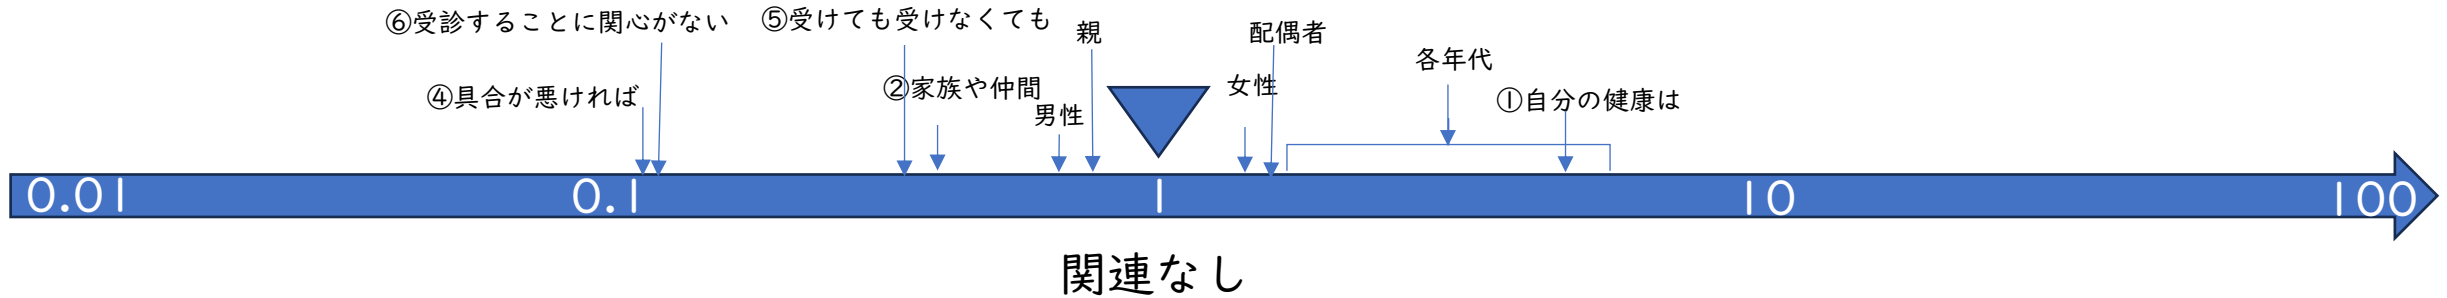 ⑥受診することに関心がない
⑤受けても受けなくても
親
配偶者
各年代
④具合が悪ければ
②家族や仲間
男性
女性
①自分の健康は
0.01
0.1
1
10
100
関連なし